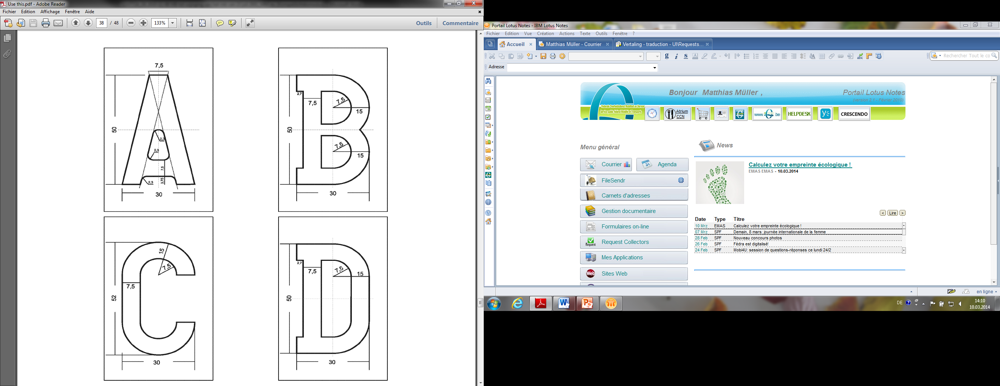 Use this.pdf - Adobe Reader
Fichier Edition Affichage Fenêtre Aide
38 / 48 133% Outils Commentaire
7,5
50
2,3
2,3
7,5
2,3
3,75
30
2,7
7,5
7,5
15
50
7,5
15
30
15
7,5
7,5
52
30
2,7
7,5
7,5
15
50
30
Portail Lotus Notes - IBM Lotus Notes
Fichier Edition Vue Création Actions Texte Outils Fenêtre ?
Accueil Matthias Müller - Courrier Vertaling - traduction - UI\Requests...
Rechercher Tout le co
Adresse
Bonjour Matthias Müller ,
Portail Lotus Notes
(version 2.1 - Février 2010)
Federale Overheidsdienst Mobiliteit en Vervoer
Service public fédéral Mobilité et Transports
Atrium
CCN
www. .be
HELPDESK
CRESCENDO
Menu général
Courrier
Agenda
FileSendr
Carnets d'adresses
Gestion documentaire
Formulaires on-line
Request
Request Collectors
Mes Applications
Web
Sites Web
News
Calculez votre empreinte écologique !
EMAS EMAS - 10.03.2014
< Lire >
Date Type Titre
10 Mrz EMAS Calculez votre empreinte écologique !
07 Mrz SPF Demain, 8 mars: journée internationale de la femme
28 Feb SPF Nouveau concours photos
26 Feb SPF Fédra est digitalisé!
24 Feb SPF Mobi4U: session de questions-réponses ce lundi 24/2
en ligne
DE
14:10
10.03.2014